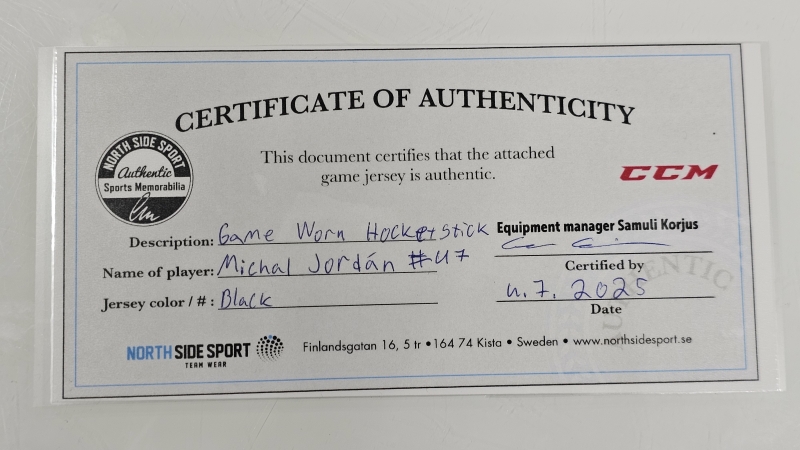 CERTIFICATE OF AUTHENTICITY
NORTH SIDE SPORT
Authentic
Sports Memorabilia
This document certifies that the attached
game jersey is authentic.
CCM
Description: Game Worn Hockeystick
Equipment manager Samuli Korjus
Name of player: Michal Jordán #47
Certified by
Jersey color / #: Black
4.7. 2025
Date
NORTH SIDE SPORT
TEAM WEAR
Finlandsgatan 16, 5 tr • 164 74 Kista • Sweden • www.northsidesport.se